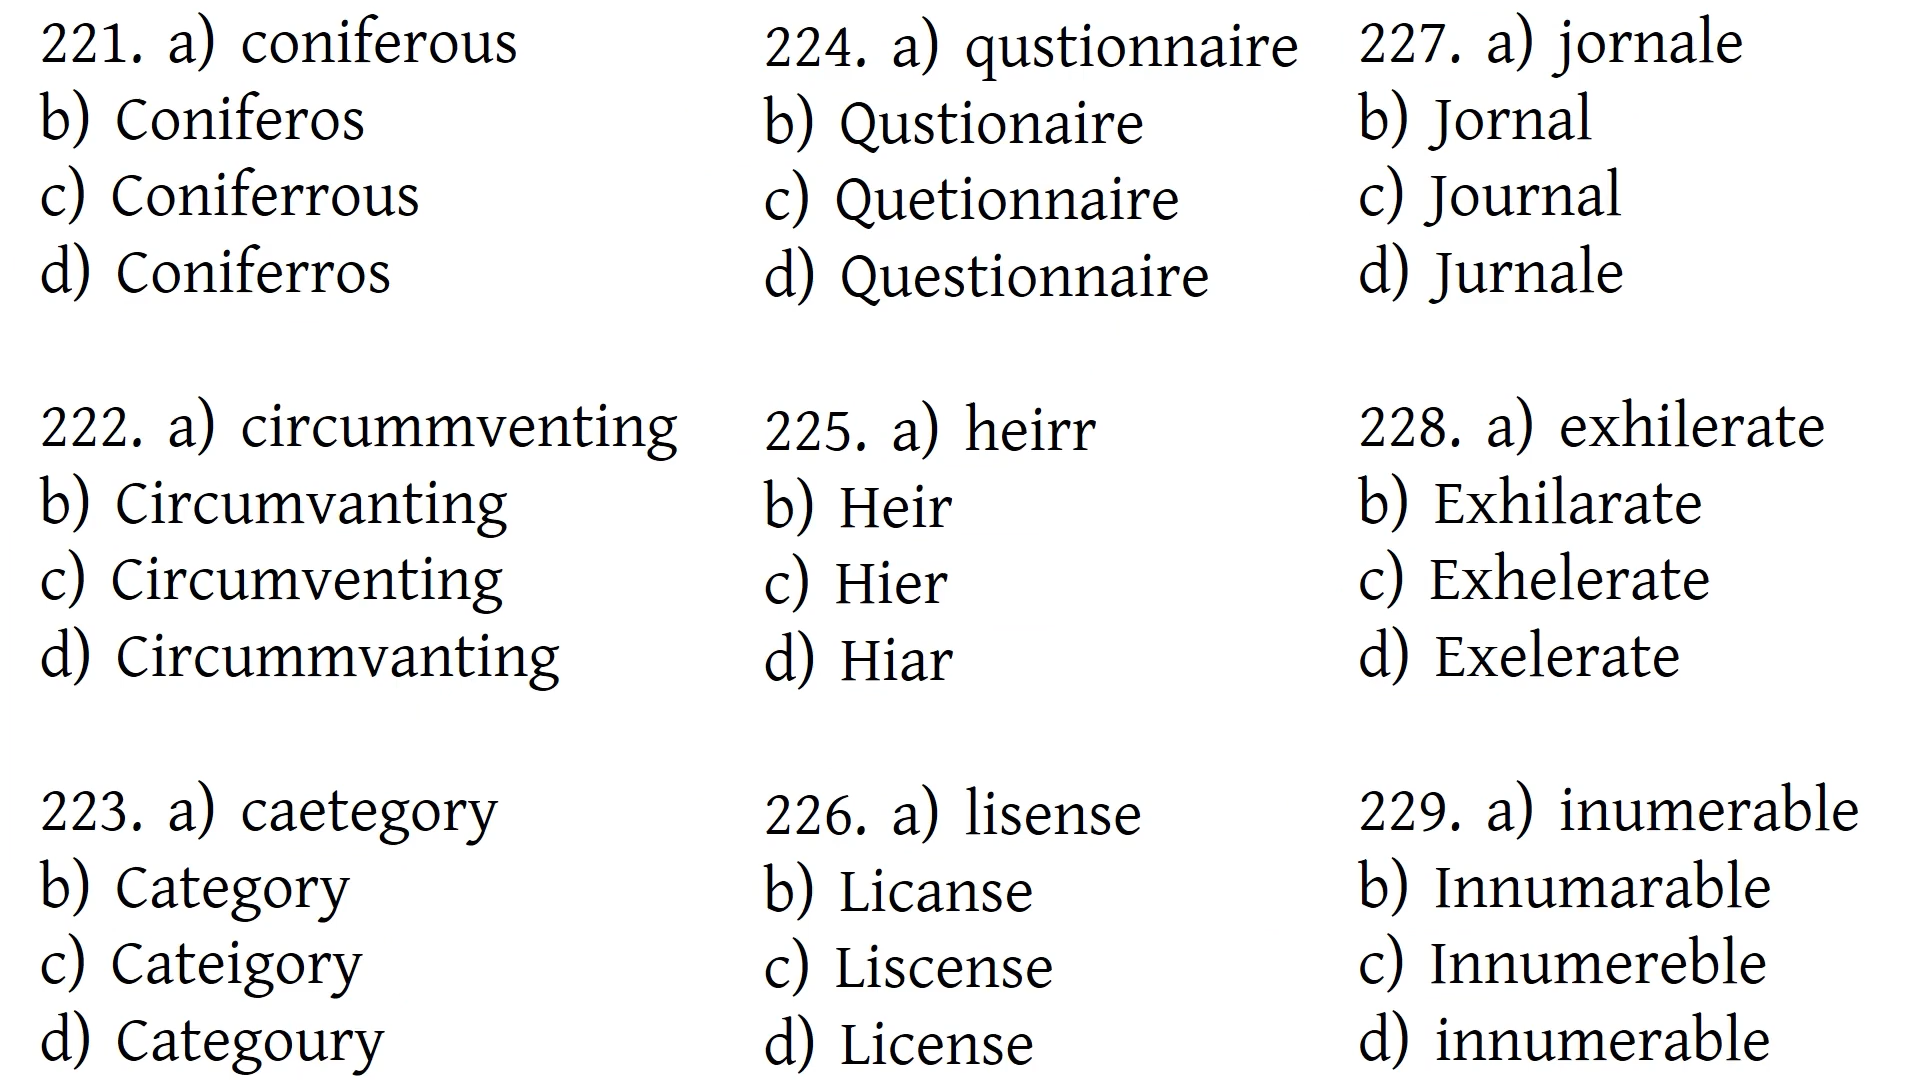 221. a) coniferous
b) Coniferos
c) Coniferrous
d) Coniferros
222. a) circummventing
b) Circumvanting
c) Circumventing
d) Circummvanting
223. a) caetegory
b) Category
c) Cateigory
d) Categoury
224. a) qustionnaire
b) Qustionaire
c) Quetionnaire
d) Questionnaire
225. a) heirr
b) Heir
c) Hier
d) Hiar
226. a) lisense
b) Licanse
c) Liscense
d) License
227. a) jornale
b) Jornal
c) Journal
d) Jurnale
228. a) exhilerate
b) Exhilarate
c) Exhelerate
d) Exelerate
229. a) inumerable
b) Innumarable
c) Innumereble
d) innumerable